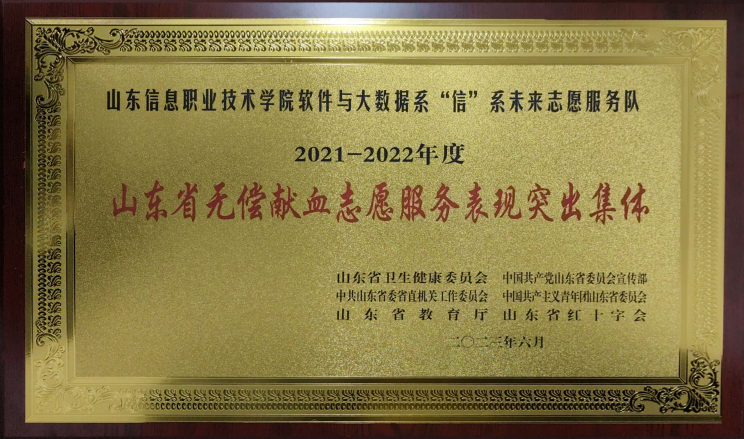 山东信息职业技术学院软件与大数据系“信”系未来志愿服务队
2021-2022年度
山东省无偿献血志愿服务表现突出集体
山东省卫生健康委员会 中国共产党山东省委员会宣传部
中共山东省委省直机关工作委员会 中国共产主义青年团山东省委员会
山东省教育厅 山东省红十字会
二〇二三年六月